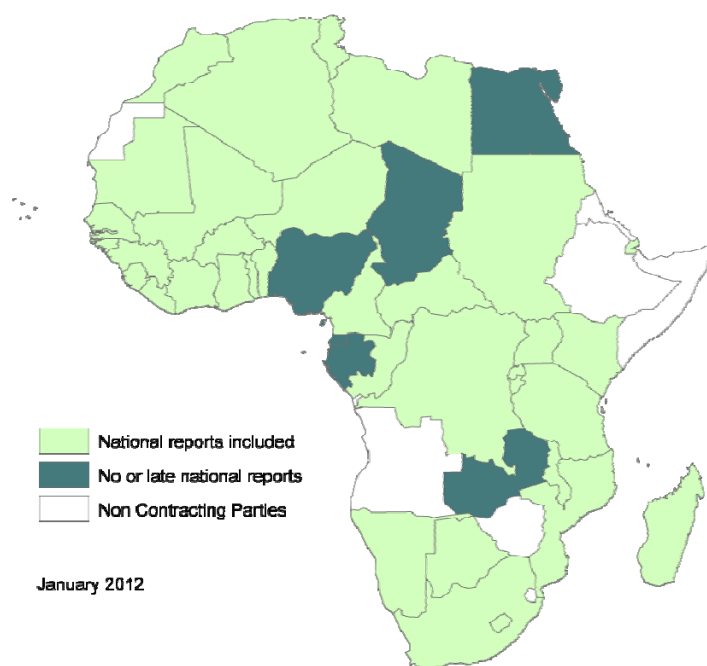 National reports included
No or late national reports
Non Contracting Parties
January 2012